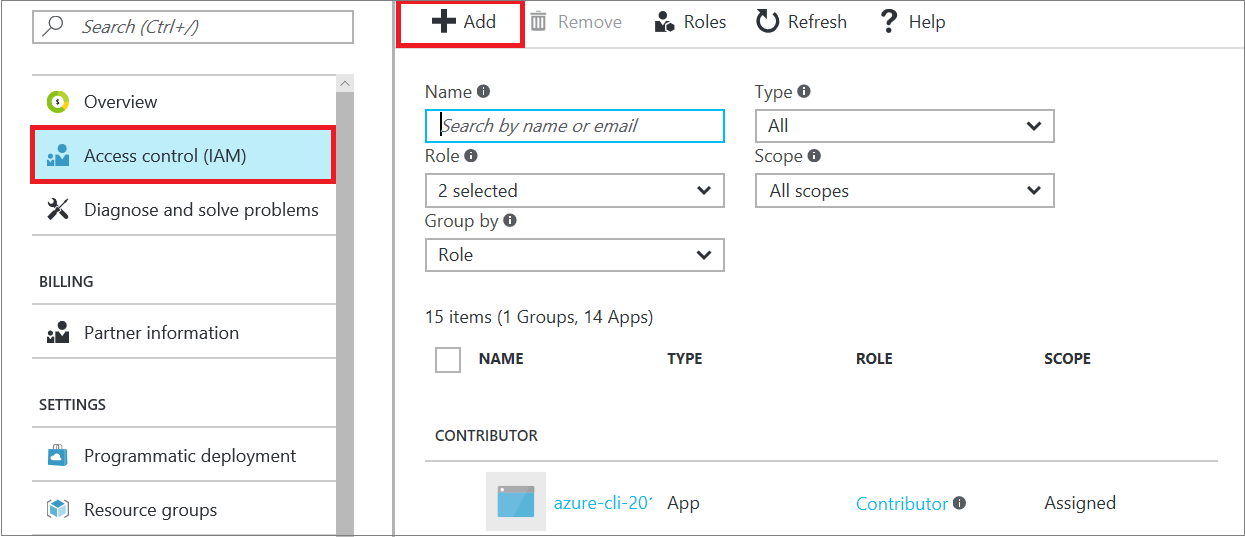 Search (Ctrl+/)
Overview
Access control (IAM)
Diagnose and solve problems
BILLING
Partner information
SETTINGS
Programmatic deployment
Resource groups
Add Remove Roles Refresh ? Help
Name Type
Search by name or email All
Role Scope
2 selected All scopes
Group by
Role
15 items (1 Groups, 14 Apps)
NAME TYPE ROLE SCOPE
CONTRIBUTOR
azure-cli-201 App Contributor Assigned